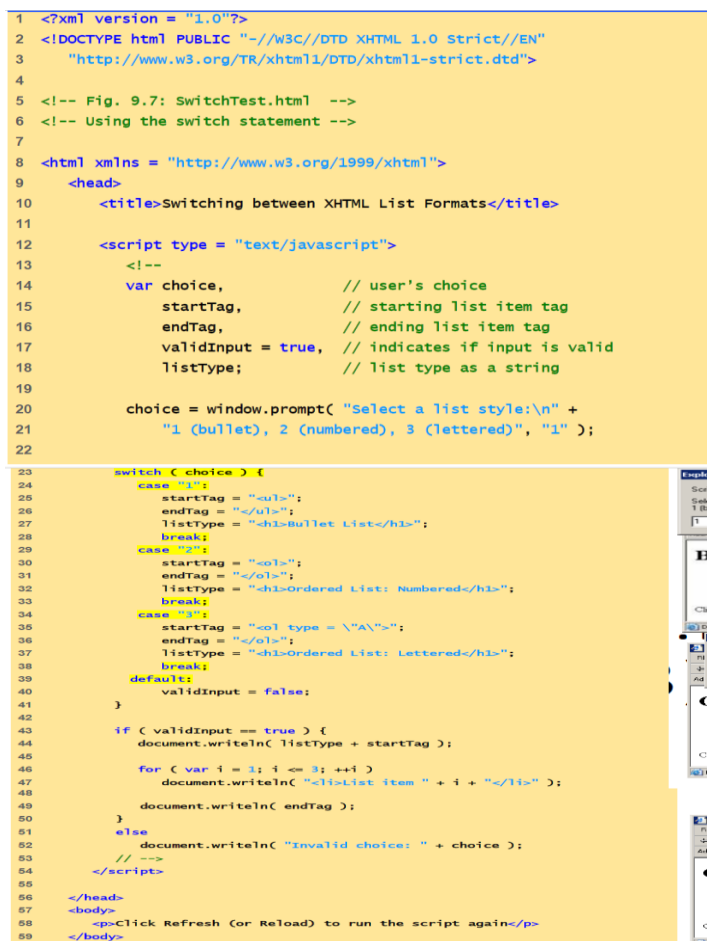 1 <?xml version = "1.0"?>
2 <!DOCTYPE html PUBLIC "-//W3C//DTD XHTML 1.0 Strict//EN"
3 "http://www.w3.org/TR/xhtml1/DTD/xhtml1-strict.dtd">
4
5 <!-- Fig. 9.7: SwitchTest.html -->
6 <!-- Using the switch statement -->
7
8 <html xmlns = "http://www.w3.org/1999/xhtml">
9 <head>
10 <title>Switching between XHTML List Formats</title>
11
12 <script type = "text/javascript">
13 <!--
14 var choice, // user's choice
15 startTag, // starting list item tag
16 endTag, // ending list item tag
17 validInput = true, // indicates if input is valid
18 listType; // list type as a string
19
20 choice = window.prompt( "Select a list style:\n" +
21 "1 (bullet), 2 (numbered), 3 (lettered)", "1" );
22
23 switch ( choice ) {
24 case "1":
25 startTag = "<ul>";
26 endTag = "</ul>";
27 listType = "<h1>Bullet List</h1>";
28 break;
29 case "2":
30 startTag = "<ol>";
31 endTag = "</ol>";
32 listType = "<h1>Ordered List: Numbered</h1>";
33 break;
34 case "3":
35 startTag = "<ol type = \"A\">";
36 endTag = "</ol>";
37 listType = "<h1>Ordered List: Lettered</h1>";
38 break;
39 default:
40 validInput = false;
41 }
42
43 if ( validInput == true ) {
44 document.writeln( listType + startTag );
45
46 for ( var i = 1; i <= 3; ++i )
47 document.writeln( "<li>List item " + i + "</li>" );
48
49 document.writeln( endTag );
50 }
51 else
52 document.writeln( "Invalid choice: " + choice );
53 // -->
54 </script>
55
56 </head>
57 <body>
58 <p>Click Refresh (or Reload) to run the script again</p>
59 </body>